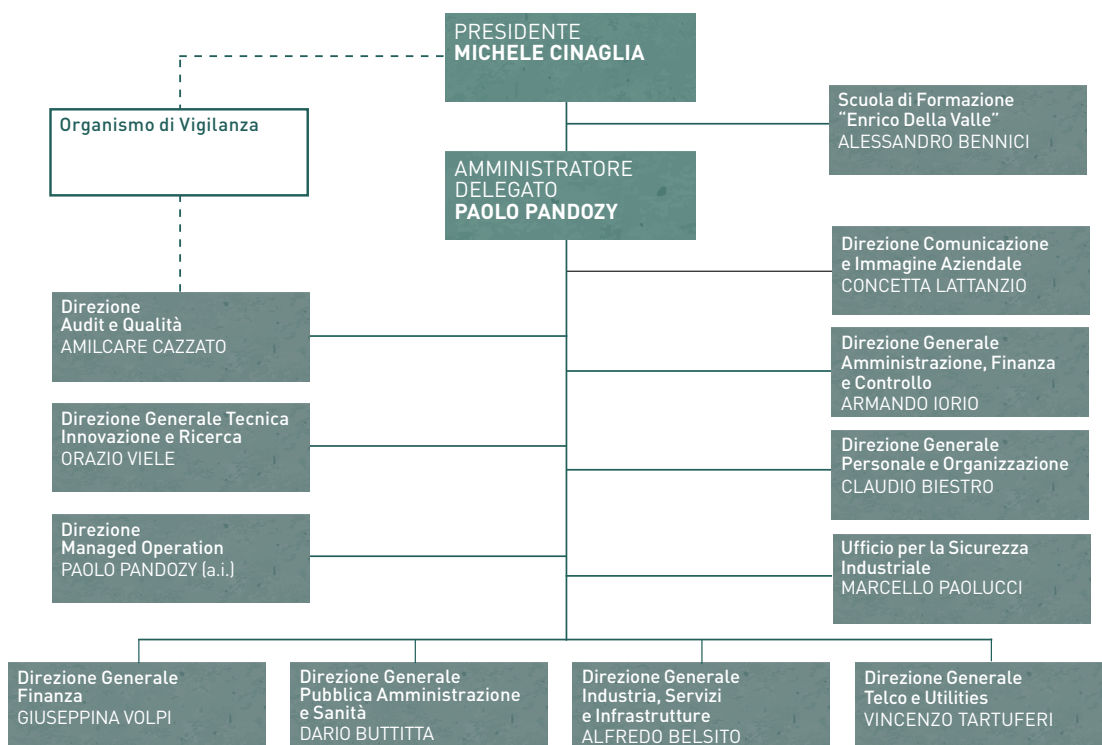 PRESIDENTE
MICHELE CINAGLIA
Scuola di Formazione
“Enrico Della Valle”
ALESSANDRO BENNICI
Organismo di Vigilanza
AMMINISTRATORE
DELEGATO
PAOLO PANDOZY
Direzione Comunicazione
e Immagine Aziendale
CONCETTA LATTANZIO
Direzione
Audit e Qualità
AMILCARE CAZZATO
Direzione Generale
Amministrazione, Finanza
e Controllo
ARMANDO IORIO
Direzione Generale Tecnica
Innovazione e Ricerca
ORAZIO VIELE
Direzione Generale
Personale e Organizzazione
CLAUDIO BIESTRO
Direzione
Managed Operation
PAOLO PANDOZY (a.i.)
Ufficio per la Sicurezza
Industriale
MARCELLO PAOLUCCI
Direzione Generale
Finanza
GIUSEPPINA VOLPI
Direzione Generale
Pubblica Amministrazione
e Sanità
DARIO BUTTITTA
Direzione Generale
Industria, Servizi
e Infrastrutture
ALFREDO BELSITO
Direzione Generale
Telco e Utilities
VINCENZO TARTUFERI